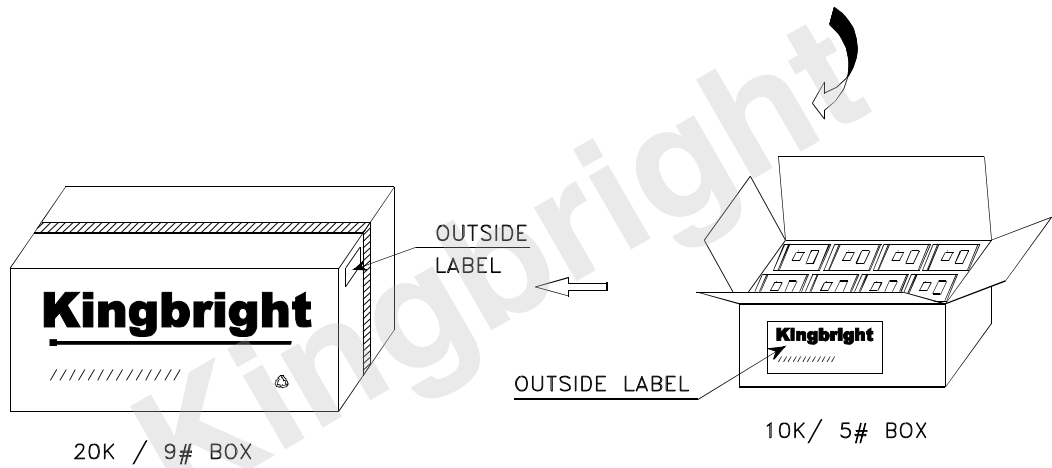 Kingbright
OUTSIDE
LABEL
Kingbright
Kingbright
OUTSIDE LABEL
20K / 9# BOX
10K/ 5# BOX